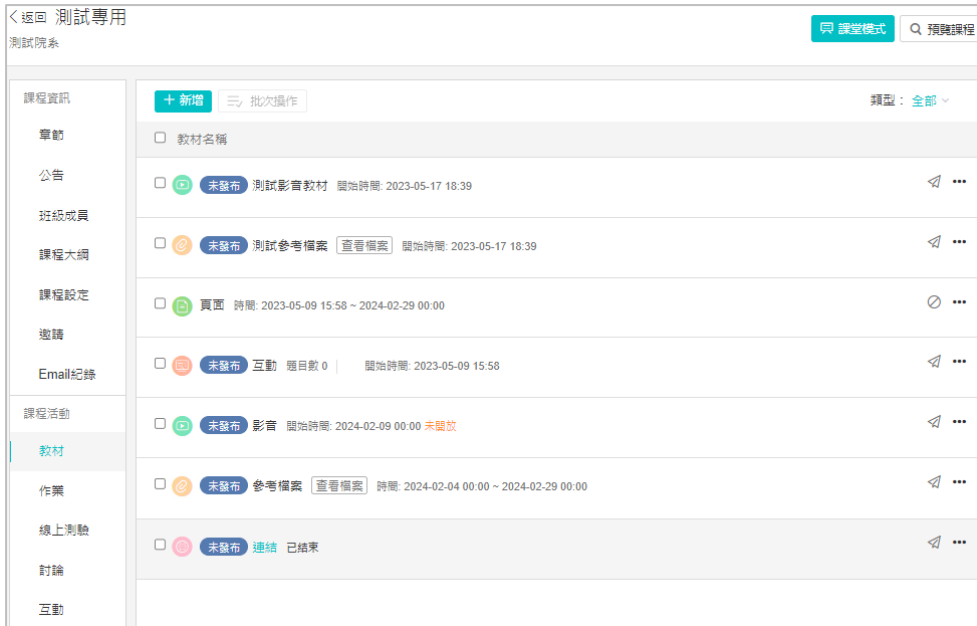 返回 測試專用
測試院系
課堂模式 預覽課程
課程資訊
章節
公告
班級成員
課程大綱
課程設定
邀請
Email紀錄
課程活動
教材
作業
線上測驗
討論
互動
+ 新增 批次操作 類型： 全部
教材名稱
未發布 測試影音教材 開始時間: 2023-05-17 18:39
未發布 測試參考檔案 查看檔案 開始時間: 2023-05-17 18:39
頁面 時間: 2023-05-09 15:58 ~ 2024-02-29 00:00
未發布 互動 題目數 0 開始時間: 2023-05-09 15:58
未發布 影音 開始時間: 2024-02-09 00:00 未開放
未發布 參考檔案 查看檔案 時間: 2024-02-04 00:00 ~ 2024-02-29 00:00
未發布 連結 已結束